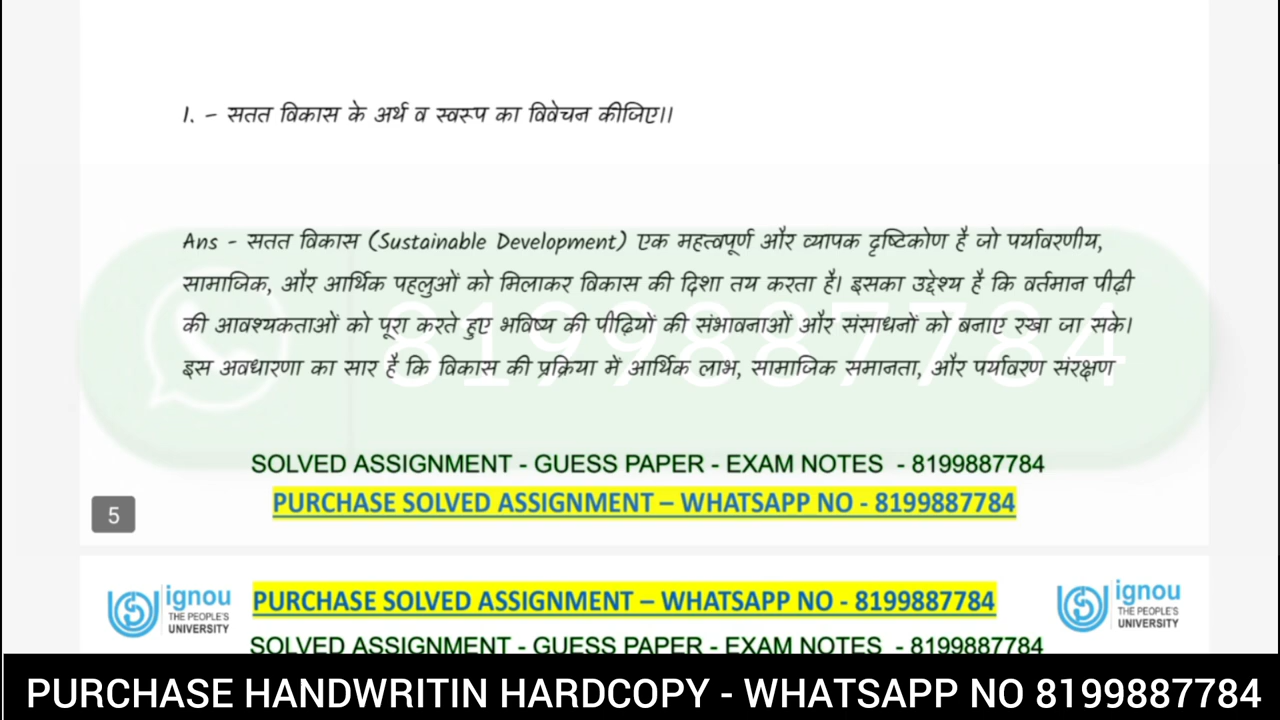 1. - सतत विकास के अर्थ व स्वरूप का विवेचन कीजिए।।
Ans - सतत विकास (Sustainable Development) एक महत्वपूर्ण और व्यापक दृष्टिकोण है जो पर्यावरणीय,
सामाजिक, और आर्थिक पहलुओं को मिलाकर विकास की दिशा तय करता है। इसका उद्देश्य है कि वर्तमान पीढ़ी
की आवश्यकताओं को पूरा करते हुए भविष्य की पीढ़ियों की संभावनाओं और संसाधनों को बनाए रखा जा सके।
इस अवधारणा का सार है कि विकास की प्रक्रिया में आर्थिक लाभ, सामाजिक समानता, और पर्यावरण संरक्षण
8199887784
SOLVED ASSIGNMENT - GUESS PAPER - EXAM NOTES - 8199887784
PURCHASE SOLVED ASSIGNMENT – WHATSAPP NO - 8199887784
5
ignou
THE PEOPLE'S
UNIVERSITY
PURCHASE SOLVED ASSIGNMENT – WHATSAPP NO - 8199887784
ignou
THE PEOPLE'S
UNIVERSITY
SOLVED ASSIGNMENT - GUESS PAPER - EXAM NOTES - 8199887784
PURCHASE HANDWRITIN HARDCOPY - WHATSAPP NO 8199887784